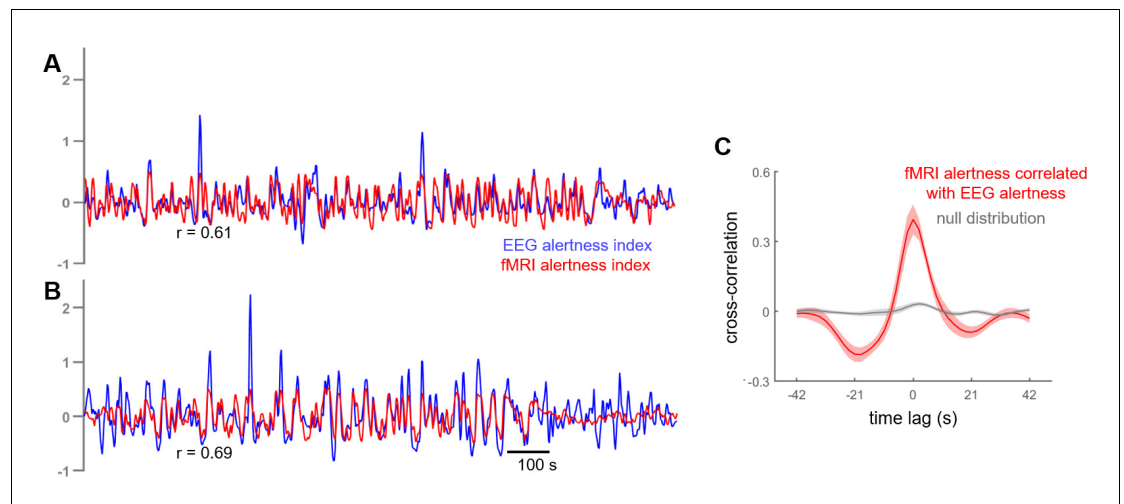 A
2
1
0
-1
r = 0.61
EEG alertness index
fMRI alertness index
B
2
1
0
-1
r = 0.69
100 s
C
0.6
0.3
0
-0.3
cross-correlation
fMRI alertness correlated
with EEG alertness
null distribution
-42
-21
0
21
42
time lag (s)